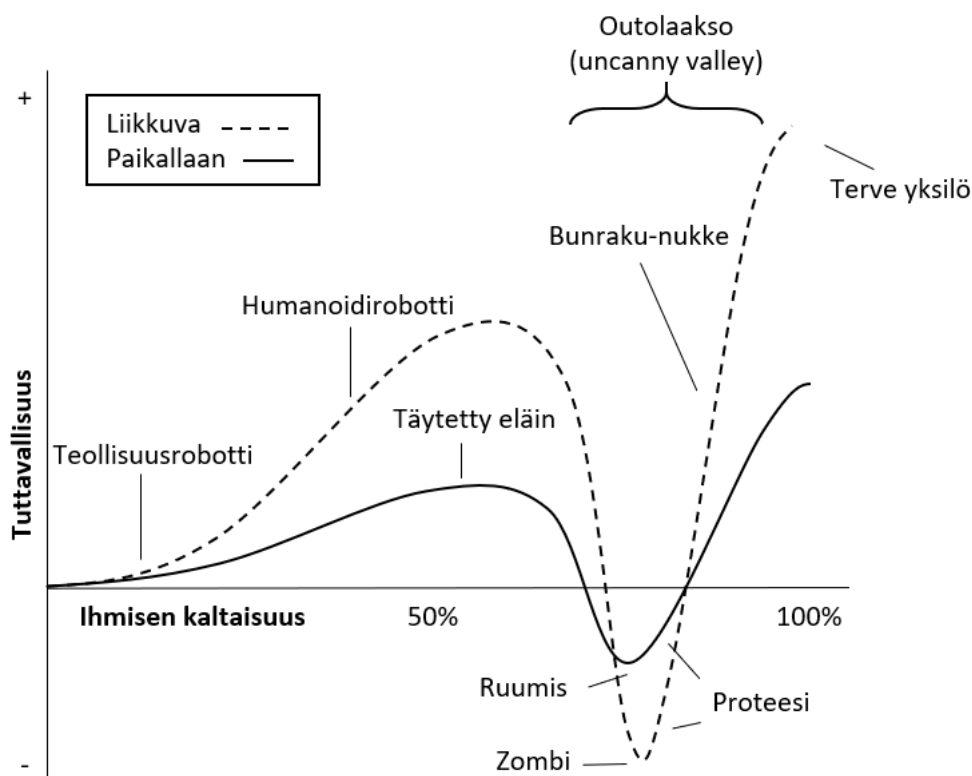 Outolaakso
(uncanny valley)
+
Liikkuva
Paikallaan
Terve yksilö
Bunraku-nukke
Humanoidirobotti
Täytetty eläin
Teollisuusrobotti
Tuttavallisuus
Ihmisen kaltaisuus
50%
100%
Ruumis
Proteesi
Zombi
-